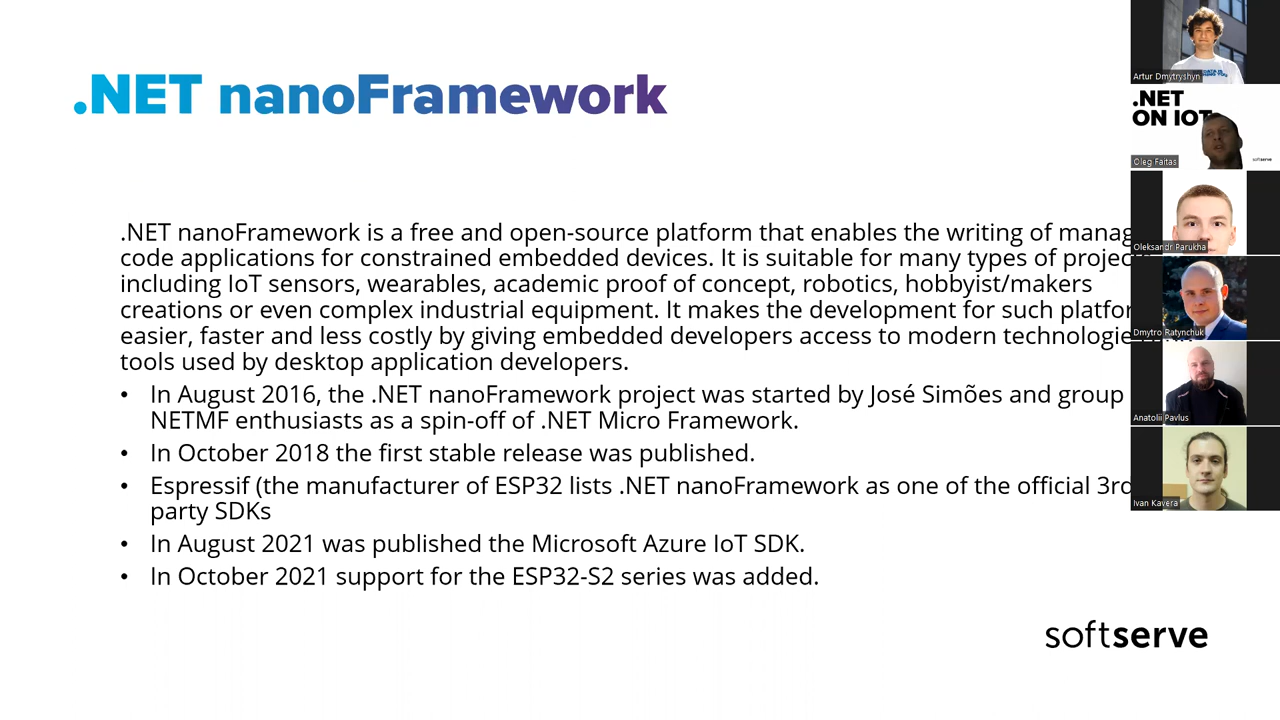 .NET nanoFramework
.NET nanoFramework is a free and open-source platform that enables the writing of
code applications for constrained embedded devices. It is suitable for many types of
including IoT sensors, wearables, academic proof of concept, robotics, hobbyist/makers
creations or even complex industrial equipment. It makes the development for such
easier, faster and less costly by giving embedded developers access to modern
tools used by desktop application developers.
• In August 2016, the .NET nanoFramework project was started by José Simões and group
NETMF enthusiasts as a spin-off of .NET Micro Framework.
• In October 2018 the first stable release was published.
• Espressif (the manufacturer of ESP32 lists .NET nanoFramework as one of the official 3rd
party SDKs
• In August 2021 was published the Microsoft Azure IoT SDK.
• In October 2021 support for the ESP32-S2 series was added.
softserve
Artur Dmytryshyn
.NET
ON IOT
softserve
Oleg Faitas
Oleksandr Parukha
Dmytro Ratynchuk
Anatolii Pavlus
Ivan Kavera